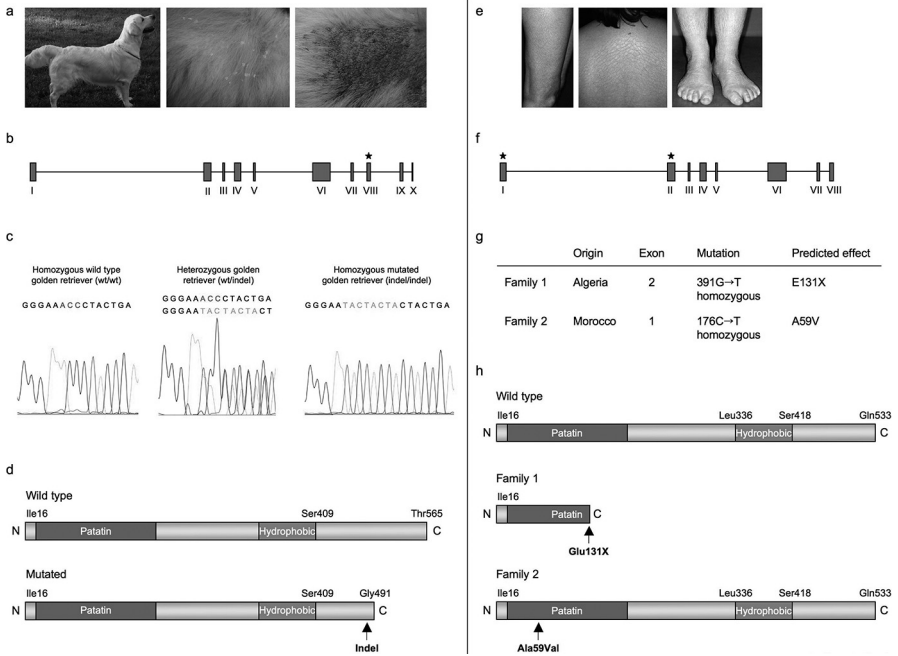 a
b
★
I II III IV V VI VII VIII IX X
c
Homozygous wild type
golden retriever (wt/wt)
GGGAAACCCTACTGA
Heterozygous golden
retriever (wt/indel)
GGGAAACCCTACTGA
GGGAATACTACTACT
Homozygous mutated
golden retriever (indel/indel)
GGGAATACTACTACTACTGA
d
Wild type
Ile16 Ser409 Thr565
N Patatin Hydrophobic C
Mutated
Ile16 Ser409 Gly491
N Patatin Hydrophobic C
Indel
e
f
★ ★
I II III IV V VI VII VIII
g
Origin Exon Mutation Predicted effect
Family 1 Algeria 2 391G→T E131X
homozygous
Family 2 Morocco 1 176C→T A59V
homozygous
h
Wild type
Ile16 Leu336 Ser418 Gln533
N Patatin Hydrophobic C
Family 1
Ile16
N Patatin C
Glu131X
Family 2
Ile16 Leu336 Ser418 Gln533
N Patatin Hydrophobic C
Ala59Val